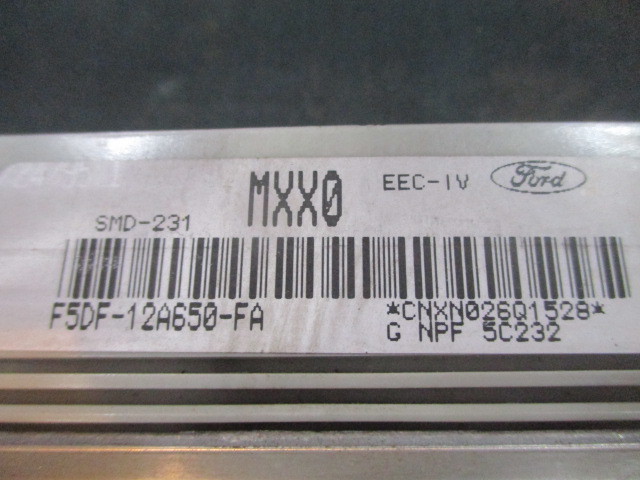 MXX0 EEC-IV Ford
SMD-231
F5DF-12A650-FA *CNXN026Q1528*
G NPF 5C232